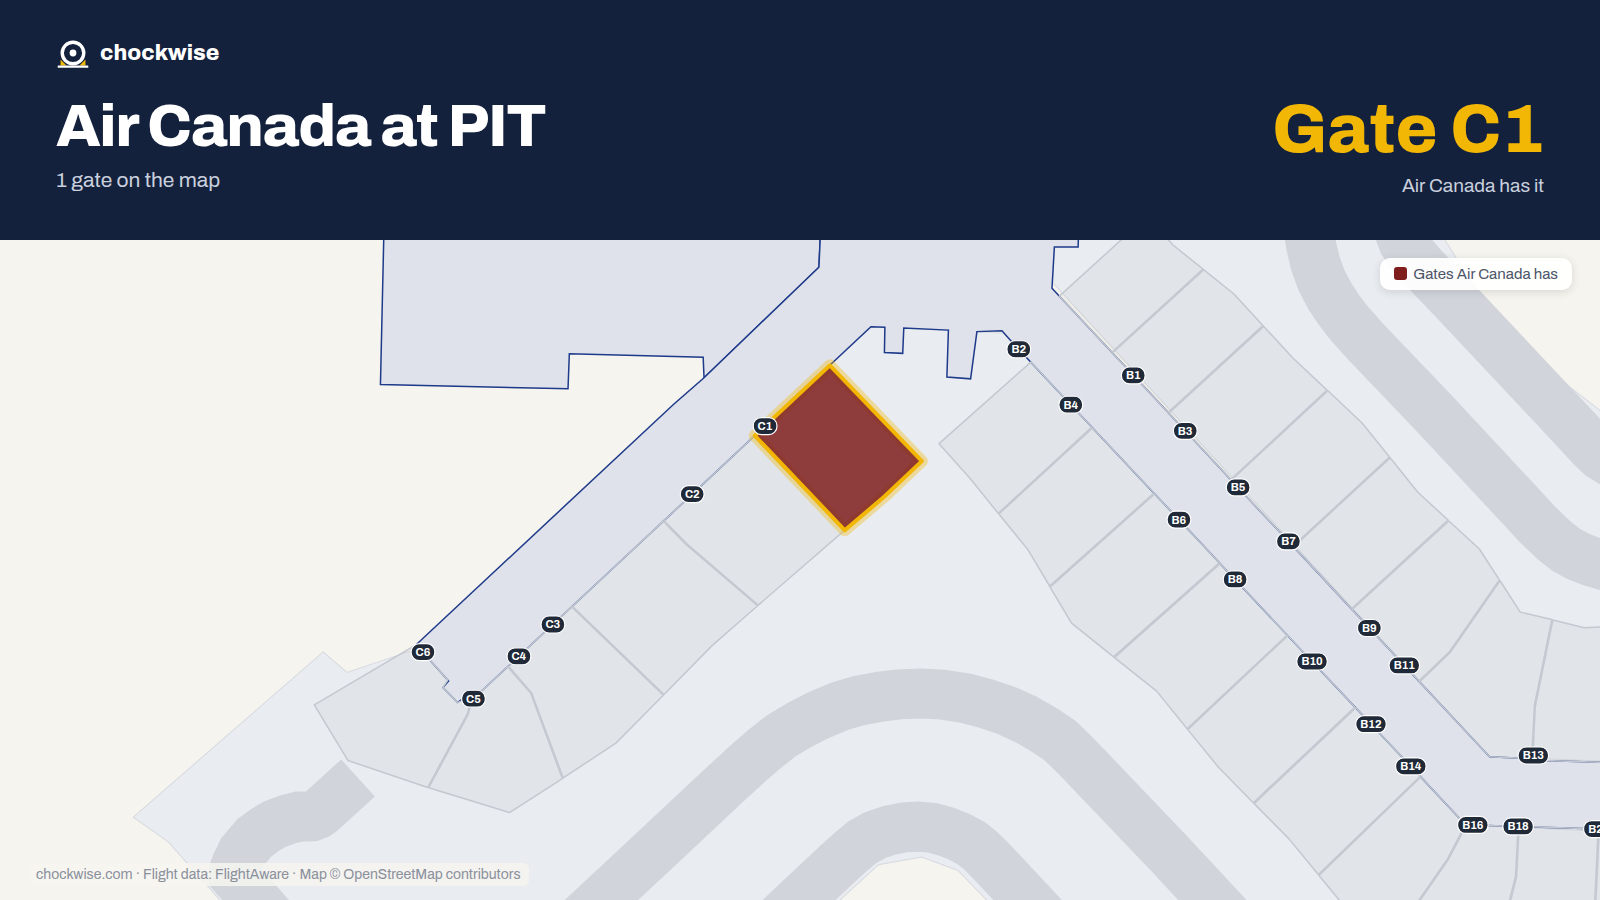 chockwise
Air Canada at PIT
1 gate on the map
Gate C1
Air Canada has it
Gates Air Canada has
B2
B1
B4
C1
B3
B5
C2
B6
B7
B8
C3
B9
C6
C4
B10
B11
C5
B12
B13
B14
B16
B18
chockwise.com · Flight data: FlightAware · Map © OpenStreetMap contributors